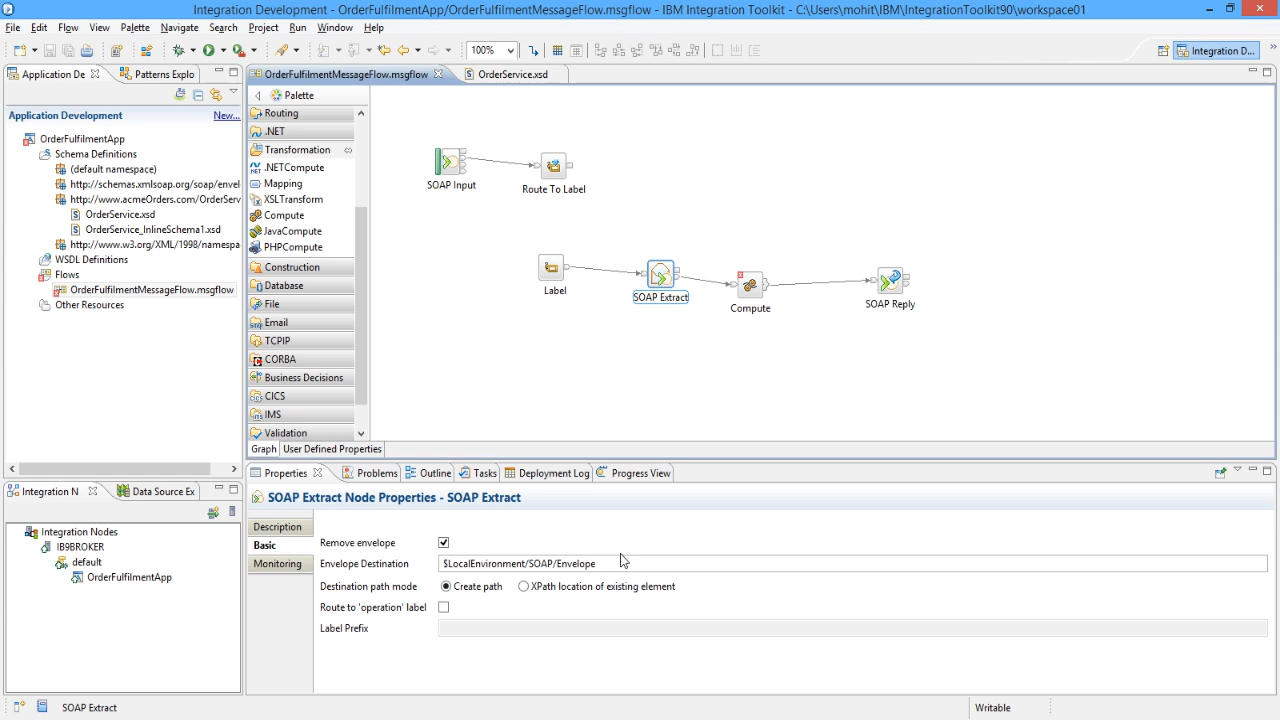 Integration Development - OrderFulfilmentApp/OrderFulfilmentMessageFlow.msgflow - IBM Integration Toolkit - C:\Users\mohit\IBM\IntegrationToolkit90\workspace01
File Edit Flow View Palette Navigate Search Project Run Window Help
100%
Integration D...
Application De
Patterns Explo
Application Development
New...
OrderFulfilmentApp
Schema Definitions
(default namespace)
http://schemas.xmlsoap.org/soap/envel
http://www.acmeOrders.com/OrderServ
OrderService.xsd
OrderService_InlineSchema1.xsd
http://www.w3.org/XML/1998/namespa
WSDL Definitions
Flows
OrderFulfilmentMessageFlow.msgflow
Other Resources
Integration N
Data Source Ex
Integration Nodes
IB9BROKER
default
OrderFulfilmentApp
OrderFulfilmentMessageFlow.msgflow
OrderService.xsd
Palette
Routing
.NET
Transformation
.NETCompute
Mapping
XSLTransform
Compute
JavaCompute
PHPCompute
Construction
Database
File
Email
TCPIP
CORBA
Business Decisions
CICS
IMS
Validation
Graph User Defined Properties
SOAP Input
Route To Label
Label
SOAP Extract
Compute
SOAP Reply
Properties
Problems
Outline
Tasks
Deployment Log
Progress View
SOAP Extract Node Properties - SOAP Extract
Description
Basic
Monitoring
Remove envelope
Envelope Destination $LocalEnvironment/SOAP/Envelope
Destination path mode Create path XPath location of existing element
Route to 'operation' label
Label Prefix
SOAP Extract
Writable